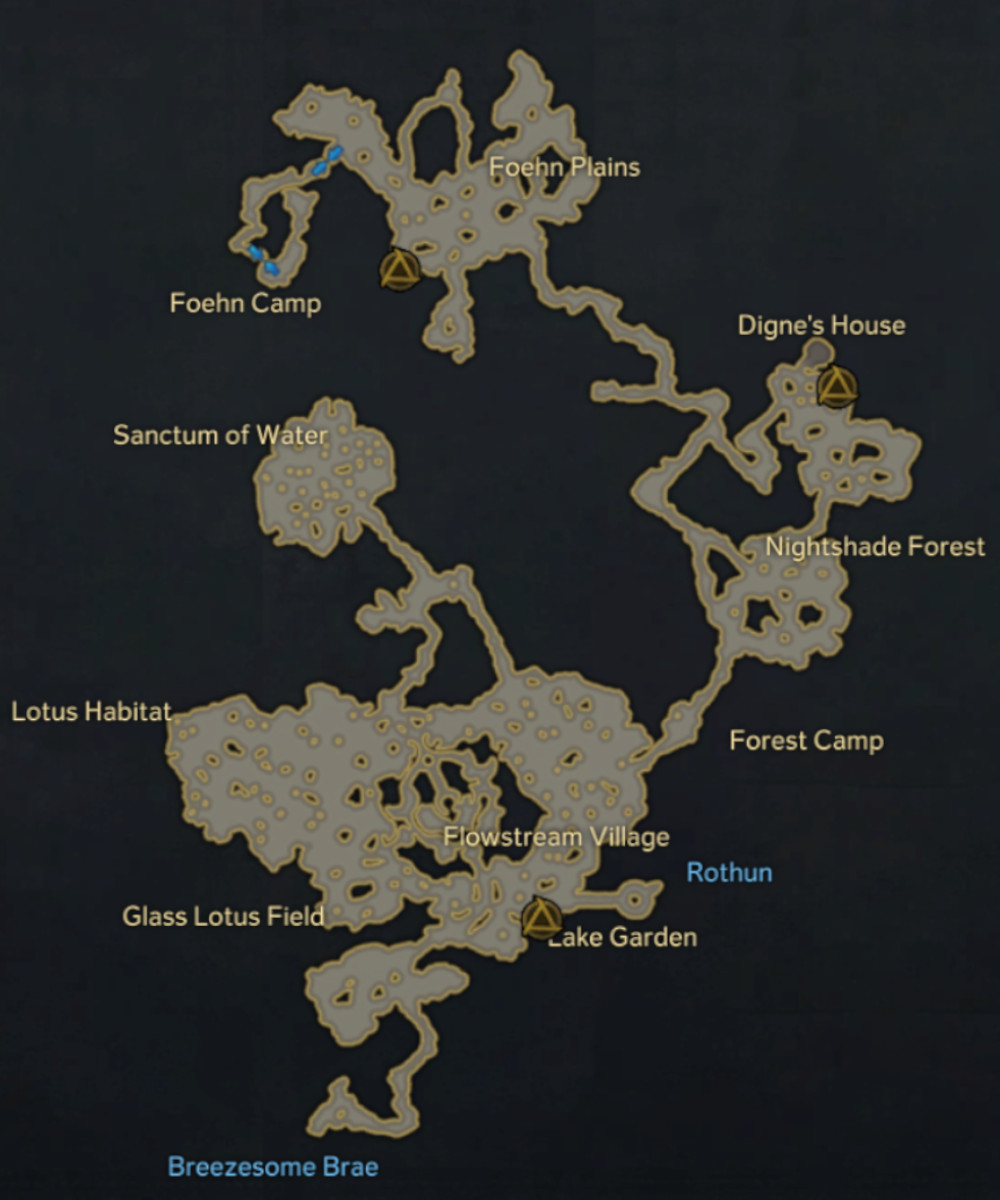 Foehn Plains
Foehn Camp
Digne's House
Sanctum of Water
Nightshade Forest
Lotus Habitat
Forest Camp
Flowstream Village
Rothun
Glass Lotus Field
Lake Garden
Breezesome Brae